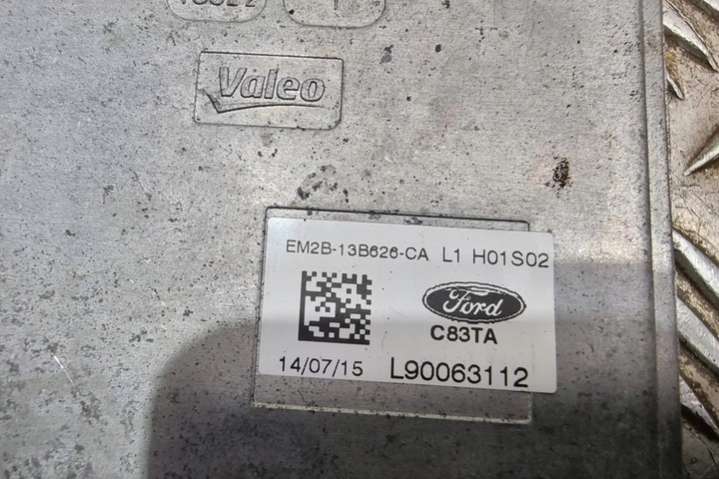 Valeo
EM2B-13B626-CA L1 H01S02
Ford
C83TA
14/07/15 L90063112